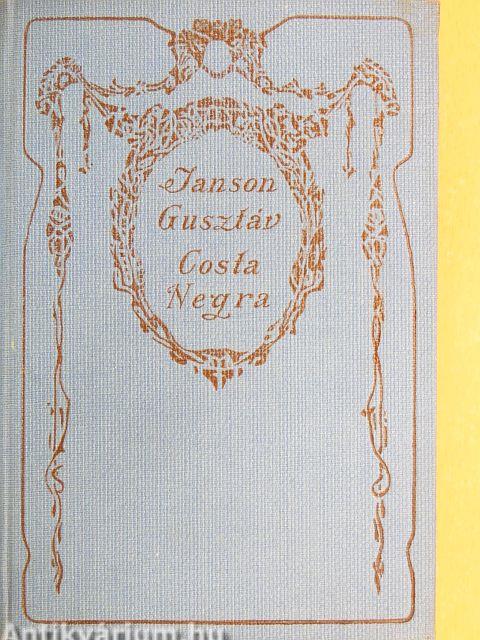 Janson
Gusztáv
Costa
Negra
Antikvárium.hu